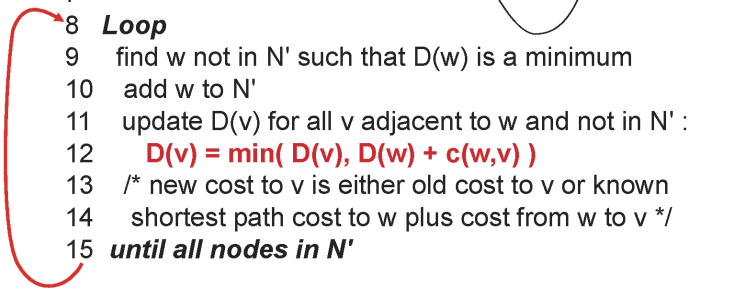 8 Loop
9 find w not in N' such that D(w) is a minimum
10 add w to N'
11 update D(v) for all v adjacent to w and not in N' :
12 D(v) = min( D(v), D(w) + c(w,v) )
13 /* new cost to v is either old cost to v or known
14 shortest path cost to w plus cost from w to v */
15 until all nodes in N'